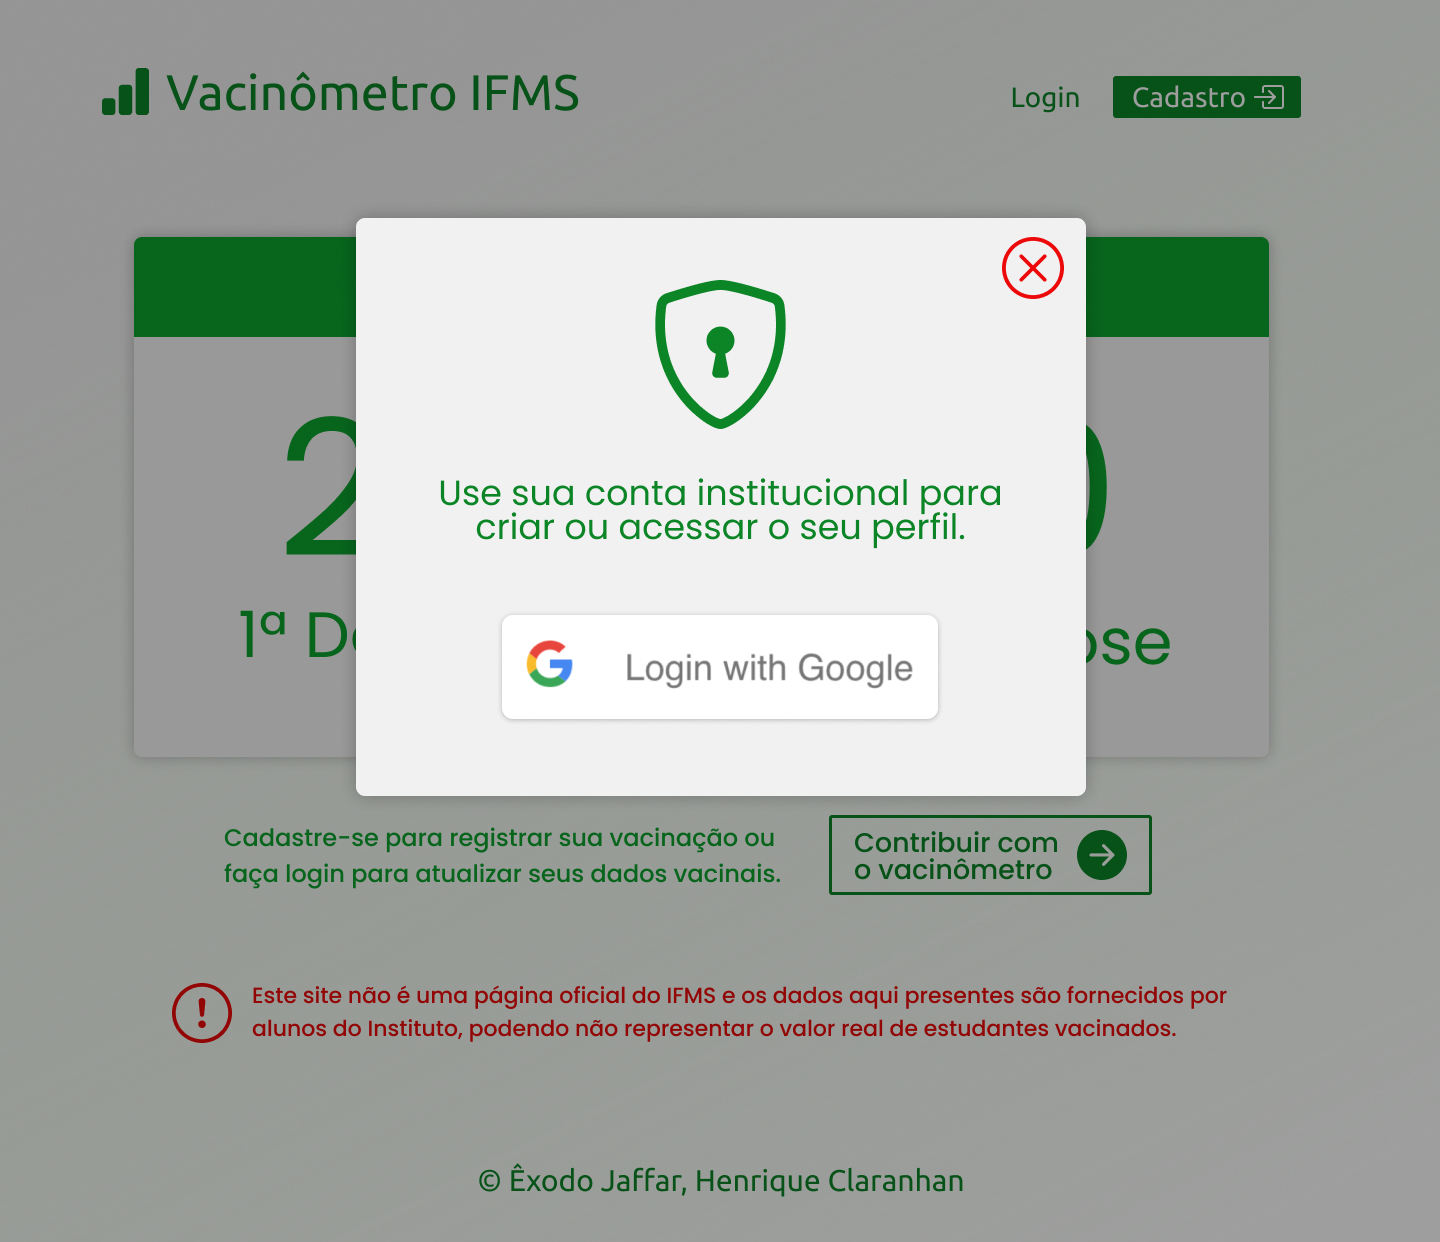 Vacinômetro IFMS
Login
Cadastro
Use sua conta institucional para
criar ou acessar o seu perfil.
Login with Google
2
1ª
Cadastre-se para registrar sua vacinação ou
faça login para atualizar seus dados vacinais.
Contribuir com
o vacinômetro
Este site não é uma página oficial do IFMS e os dados aqui presentes são fornecidos por
alunos do Instituto, podendo não representar o valor real de estudantes vacinados.
© Êxodo Jaffar, Henrique Claranhan